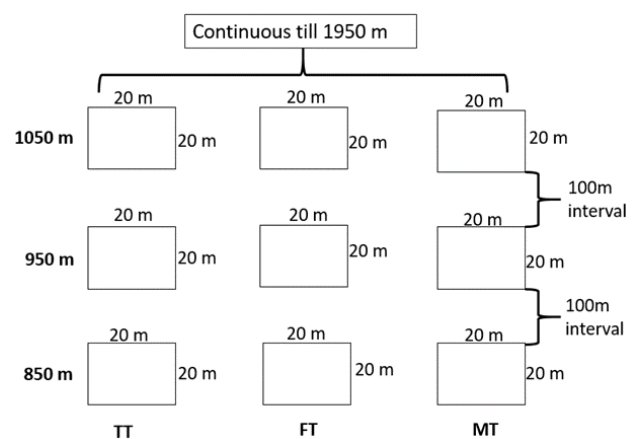 Continuous till 1950 m
20 m 20 m 20 m
1050 m 20 m 20 m 20 m
100m
interval
20 m 20 m 20 m
950 m 20 m 20 m 20 m
100m
interval
20 m 20 m 20 m
850 m 20 m 20 m 20 m
TT FT MT